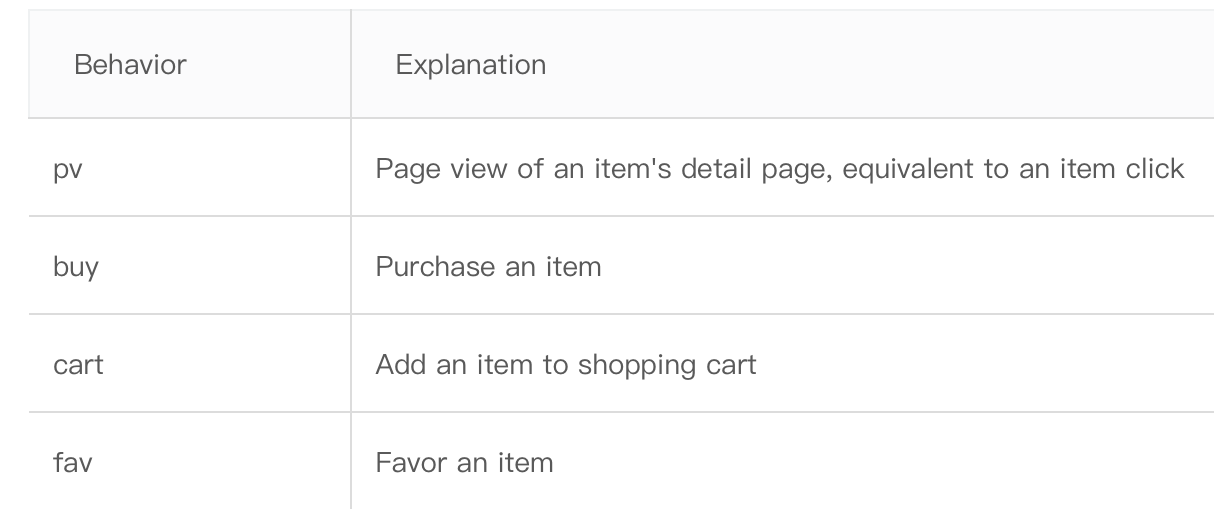 Behavior Explanation
pv Page view of an item's detail page, equivalent to an item click
buy Purchase an item
cart Add an item to shopping cart
fav Favor an item